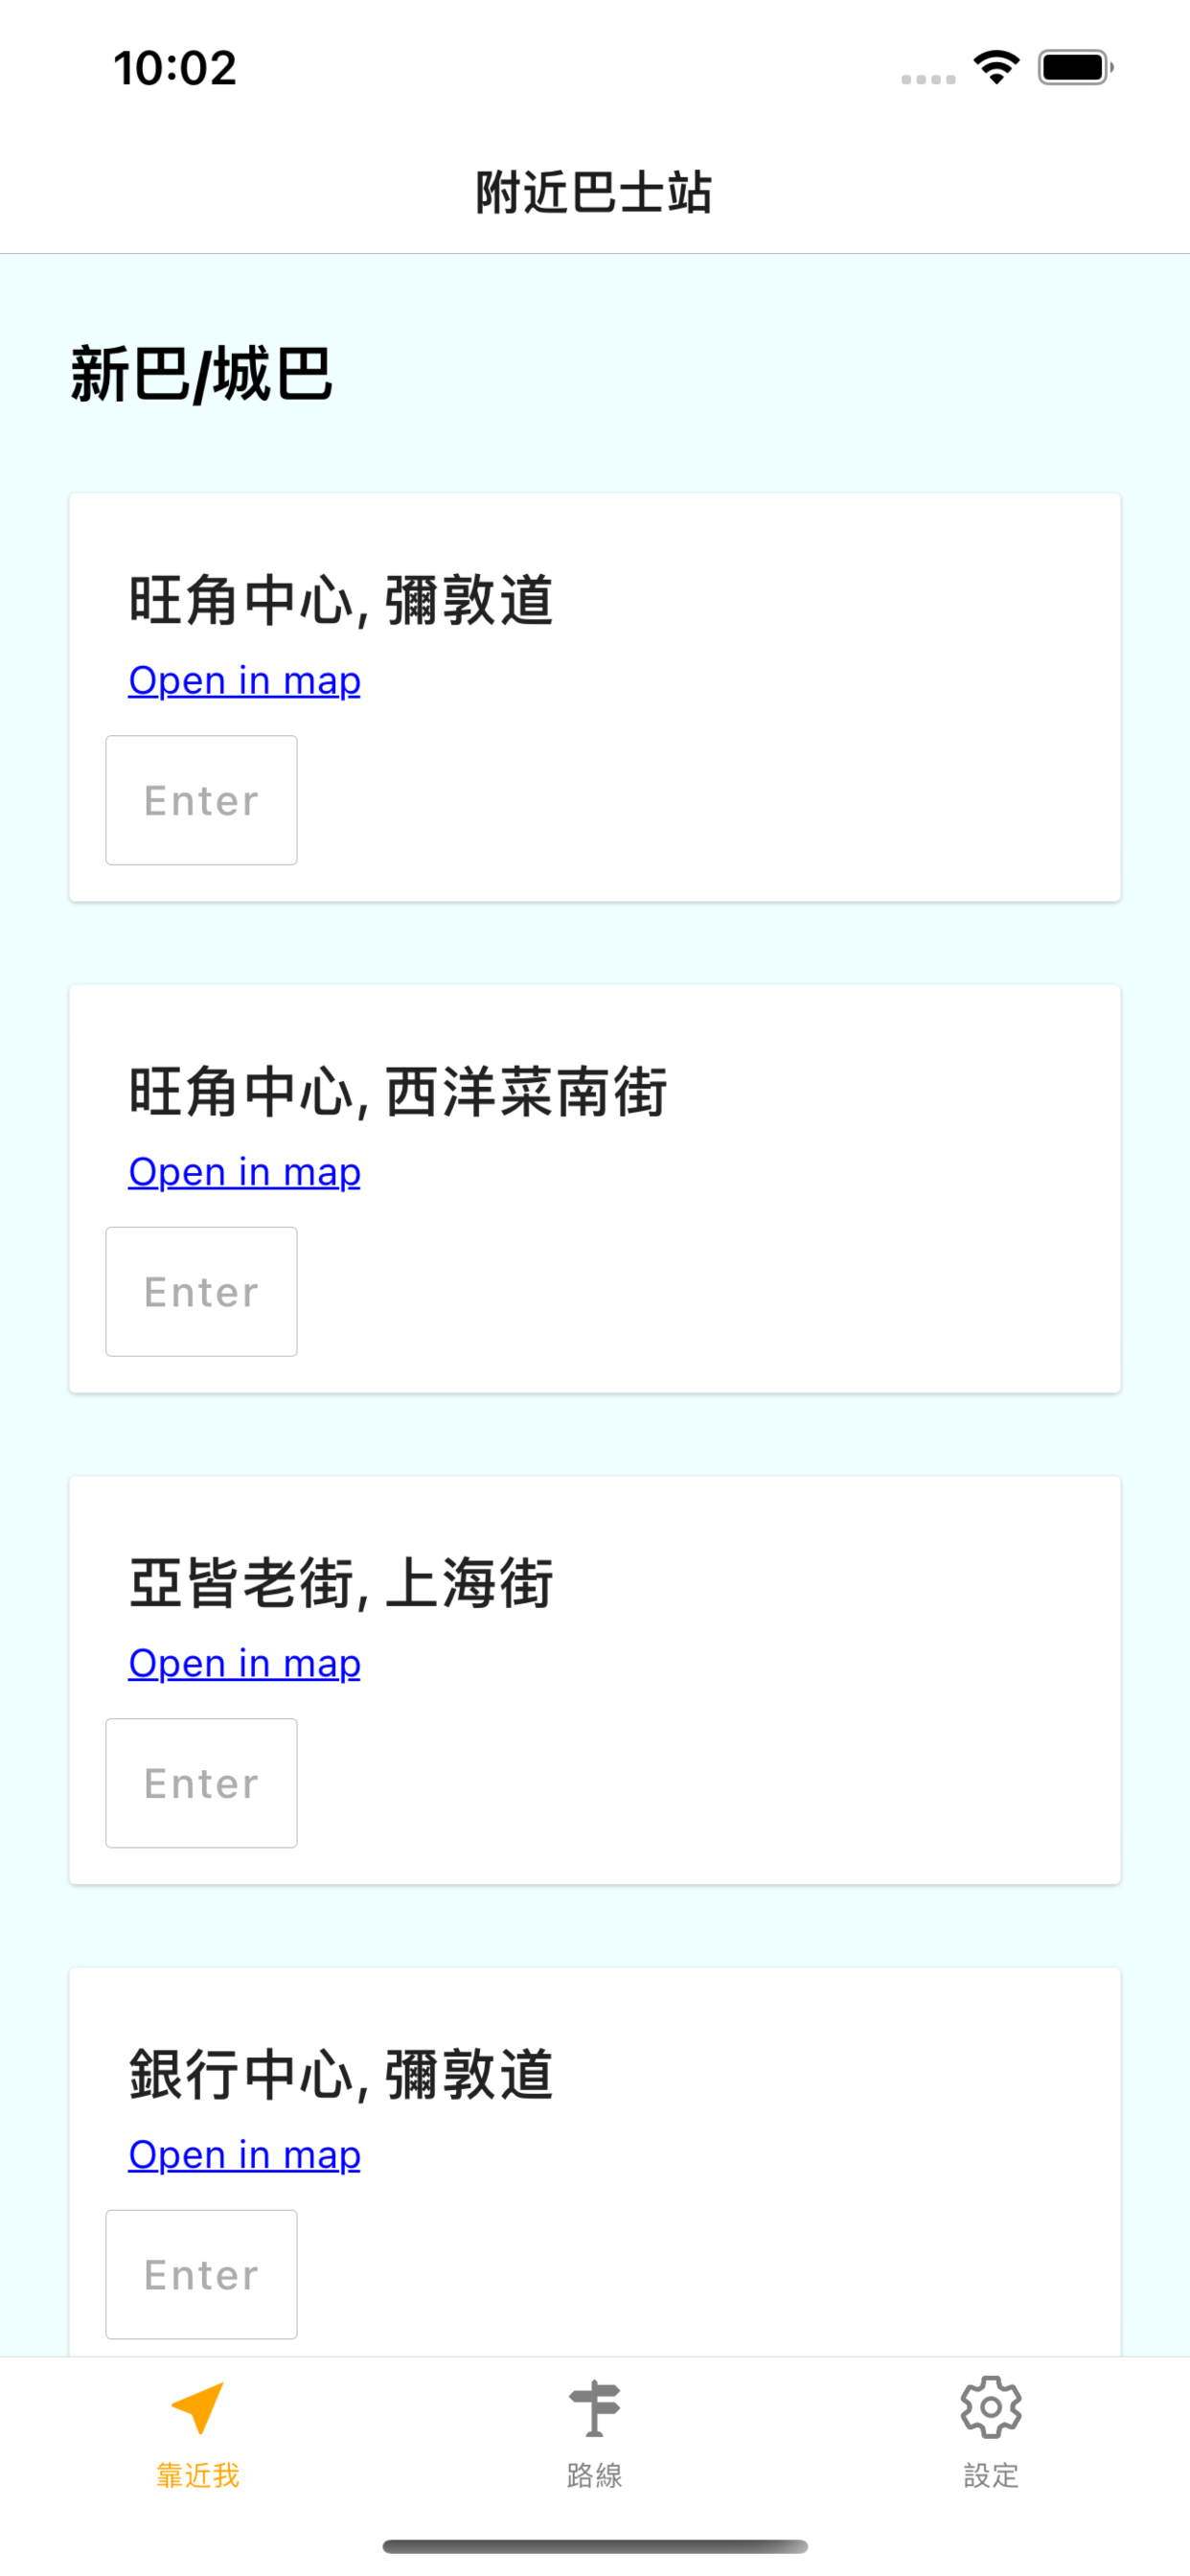 10:02
附近巴士站
新巴/城巴
旺角中心, 彌敦道
Open in map
Enter
旺角中心, 西洋菜南街
Open in map
Enter
亞皆老街, 上海街
Open in map
Enter
銀行中心, 彌敦道
Open in map
Enter
靠近我
路線
設定